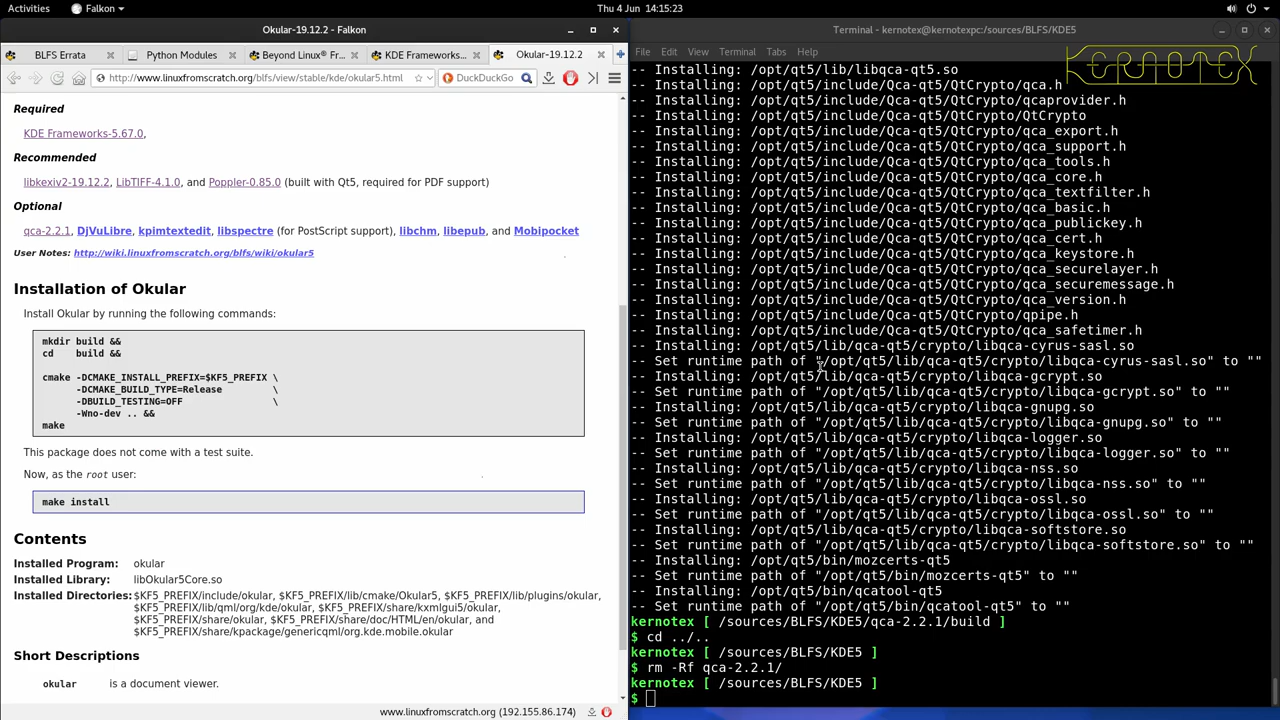 Activities
Falkon
Thu 4 Jun 14:15:23
Okular-19.12.2 - Falkon
BLFS Errata
Python Modules
Beyond Linux® Fr...
KDE Frameworks...
Okular-19.12.2
http://www.linuxfromscratch.org/blfs/view/stable/kde/okular5.html
DuckDuckGo
Required
KDE Frameworks-5.67.0,
Recommended
libkexiv2-19.12.2, LibTIFF-4.1.0, and Poppler-0.85.0 (built with Qt5, required for PDF support)
Optional
qca-2.2.1, DjVuLibre, kpimtextedit, libspectre (for PostScript support), libchm, libepub, and Mobipocket
User Notes: http://wiki.linuxfromscratch.org/blfs/wiki/okular5
Installation of Okular
Install Okular by running the following commands:
mkdir build &&
cd    build &&
cmake -DCMAKE_INSTALL_PREFIX=$KF5_PREFIX \
-DCMAKE_BUILD_TYPE=Release \
-DBUILD_TESTING=OFF \
-Wno-dev .. &&
make
This package does not come with a test suite.
Now, as the root user:
make install
Contents
Installed Program: okular
Installed Library: libOkular5Core.so
Installed Directories: $KF5_PREFIX/include/okular, $KF5_PREFIX/lib/cmake/Okular5, $KF5_PREFIX/lib/plugins/okular,
$KF5_PREFIX/lib/qml/org/kde/okular, $KF5_PREFIX/share/kxmlgui5/okular,
$KF5_PREFIX/share/okular, $KF5_PREFIX/share/doc/HTML/en/okular, and
$KF5_PREFIX/share/kpackage/genericqml/org.kde.mobile.okular
Short Descriptions
okular is a document viewer.
www.linuxfromscratch.org (192.155.86.174)
Terminal - kernotex@kernotexpc:/sources/BLFS/KDE5
File Edit View Terminal Tabs Help
KERNOTEX
-- Installing: /opt/qt5/lib/libqca-qt5.so
-- Installing: /opt/qt5/include/Qca-qt5/QtCrypto/qca.h
-- Installing: /opt/qt5/include/Qca-qt5/QtCrypto/qcaprovider.h
-- Installing: /opt/qt5/include/Qca-qt5/QtCrypto/QtCrypto
-- Installing: /opt/qt5/include/Qca-qt5/QtCrypto/qca_export.h
-- Installing: /opt/qt5/include/Qca-qt5/QtCrypto/qca_support.h
-- Installing: /opt/qt5/include/Qca-qt5/QtCrypto/qca_tools.h
-- Installing: /opt/qt5/include/Qca-qt5/QtCrypto/qca_core.h
-- Installing: /opt/qt5/include/Qca-qt5/QtCrypto/qca_textfilter.h
-- Installing: /opt/qt5/include/Qca-qt5/QtCrypto/qca_basic.h
-- Installing: /opt/qt5/include/Qca-qt5/QtCrypto/qca_publickey.h
-- Installing: /opt/qt5/include/Qca-qt5/QtCrypto/qca_cert.h
-- Installing: /opt/qt5/include/Qca-qt5/QtCrypto/qca_keystore.h
-- Installing: /opt/qt5/include/Qca-qt5/QtCrypto/qca_securelayer.h
-- Installing: /opt/qt5/include/Qca-qt5/QtCrypto/qca_securemessage.h
-- Installing: /opt/qt5/include/Qca-qt5/QtCrypto/qca_version.h
-- Installing: /opt/qt5/include/Qca-qt5/QtCrypto/qpipe.h
-- Installing: /opt/qt5/include/Qca-qt5/QtCrypto/qca_safetimer.h
-- Installing: /opt/qt5/lib/qca-qt5/crypto/libqca-cyrus-sasl.so
-- Set runtime path of "/opt/qt5/lib/qca-qt5/crypto/libqca-cyrus-sasl.so" to ""
-- Installing: /opt/qt5/lib/qca-qt5/crypto/libqca-gcrypt.so
-- Set runtime path of "/opt/qt5/lib/qca-qt5/crypto/libqca-gcrypt.so" to ""
-- Installing: /opt/qt5/lib/qca-qt5/crypto/libqca-gnupg.so
-- Set runtime path of "/opt/qt5/lib/qca-qt5/crypto/libqca-gnupg.so" to ""
-- Installing: /opt/qt5/lib/qca-qt5/crypto/libqca-logger.so
-- Set runtime path of "/opt/qt5/lib/qca-qt5/crypto/libqca-logger.so" to ""
-- Installing: /opt/qt5/lib/qca-qt5/crypto/libqca-nss.so
-- Set runtime path of "/opt/qt5/lib/qca-qt5/crypto/libqca-nss.so" to ""
-- Installing: /opt/qt5/lib/qca-qt5/crypto/libqca-ossl.so
-- Set runtime path of "/opt/qt5/lib/qca-qt5/crypto/libqca-ossl.so" to ""
-- Installing: /opt/qt5/lib/qca-qt5/crypto/libqca-softstore.so
-- Set runtime path of "/opt/qt5/lib/qca-qt5/crypto/libqca-softstore.so" to ""
-- Installing: /opt/qt5/bin/mozcerts-qt5
-- Set runtime path of "/opt/qt5/bin/mozcerts-qt5" to ""
-- Installing: /opt/qt5/bin/qcatool-qt5
-- Set runtime path of "/opt/qt5/bin/qcatool-qt5" to ""
kernotex [ /sources/BLFS/KDE5/qca-2.2.1/build ]
$ cd ../..
kernotex [ /sources/BLFS/KDE5 ]
$ rm -Rf qca-2.2.1/
kernotex [ /sources/BLFS/KDE5 ]
$